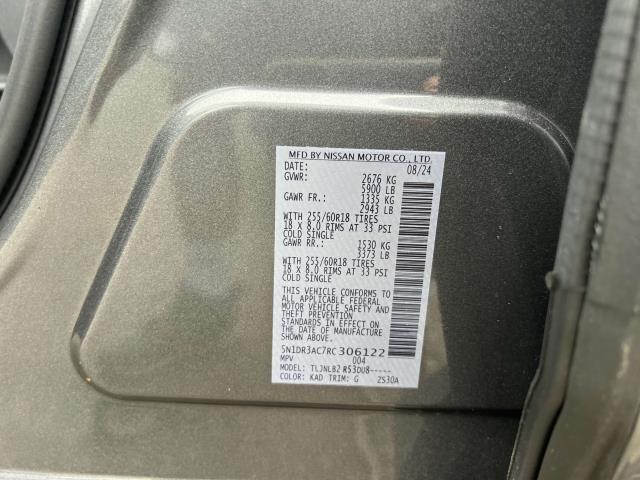 MFD BY NISSAN MOTOR CO., LTD.
DATE: 08/24
GVWR: 2676 KG
5900 LB
GAWR FR.: 1335 KG
2943 LB
WITH 255/60R18 TIRES
18 X 8.0 RIMS AT 33 PSI
COLD SINGLE
GAWR RR.: 1530 KG
3373 LB
WITH 255/60R18 TIRES
18 X 8.0 RIMS AT 33 PSI
COLD SINGLE
THIS VEHICLE CONFORMS TO
ALL APPLICABLE FEDERAL
MOTOR VEHICLE SAFETY AND
THEFT PREVENTION
STANDARDS IN EFFECT ON
THE DATE OF MANUFACTURE
SHOWN ABOVE.
5N1DR3AC7RC306122
MPV 004
MODEL: TLJNLB2 R53DU8-----
COLOR: KAD TRIM: G ZS30A